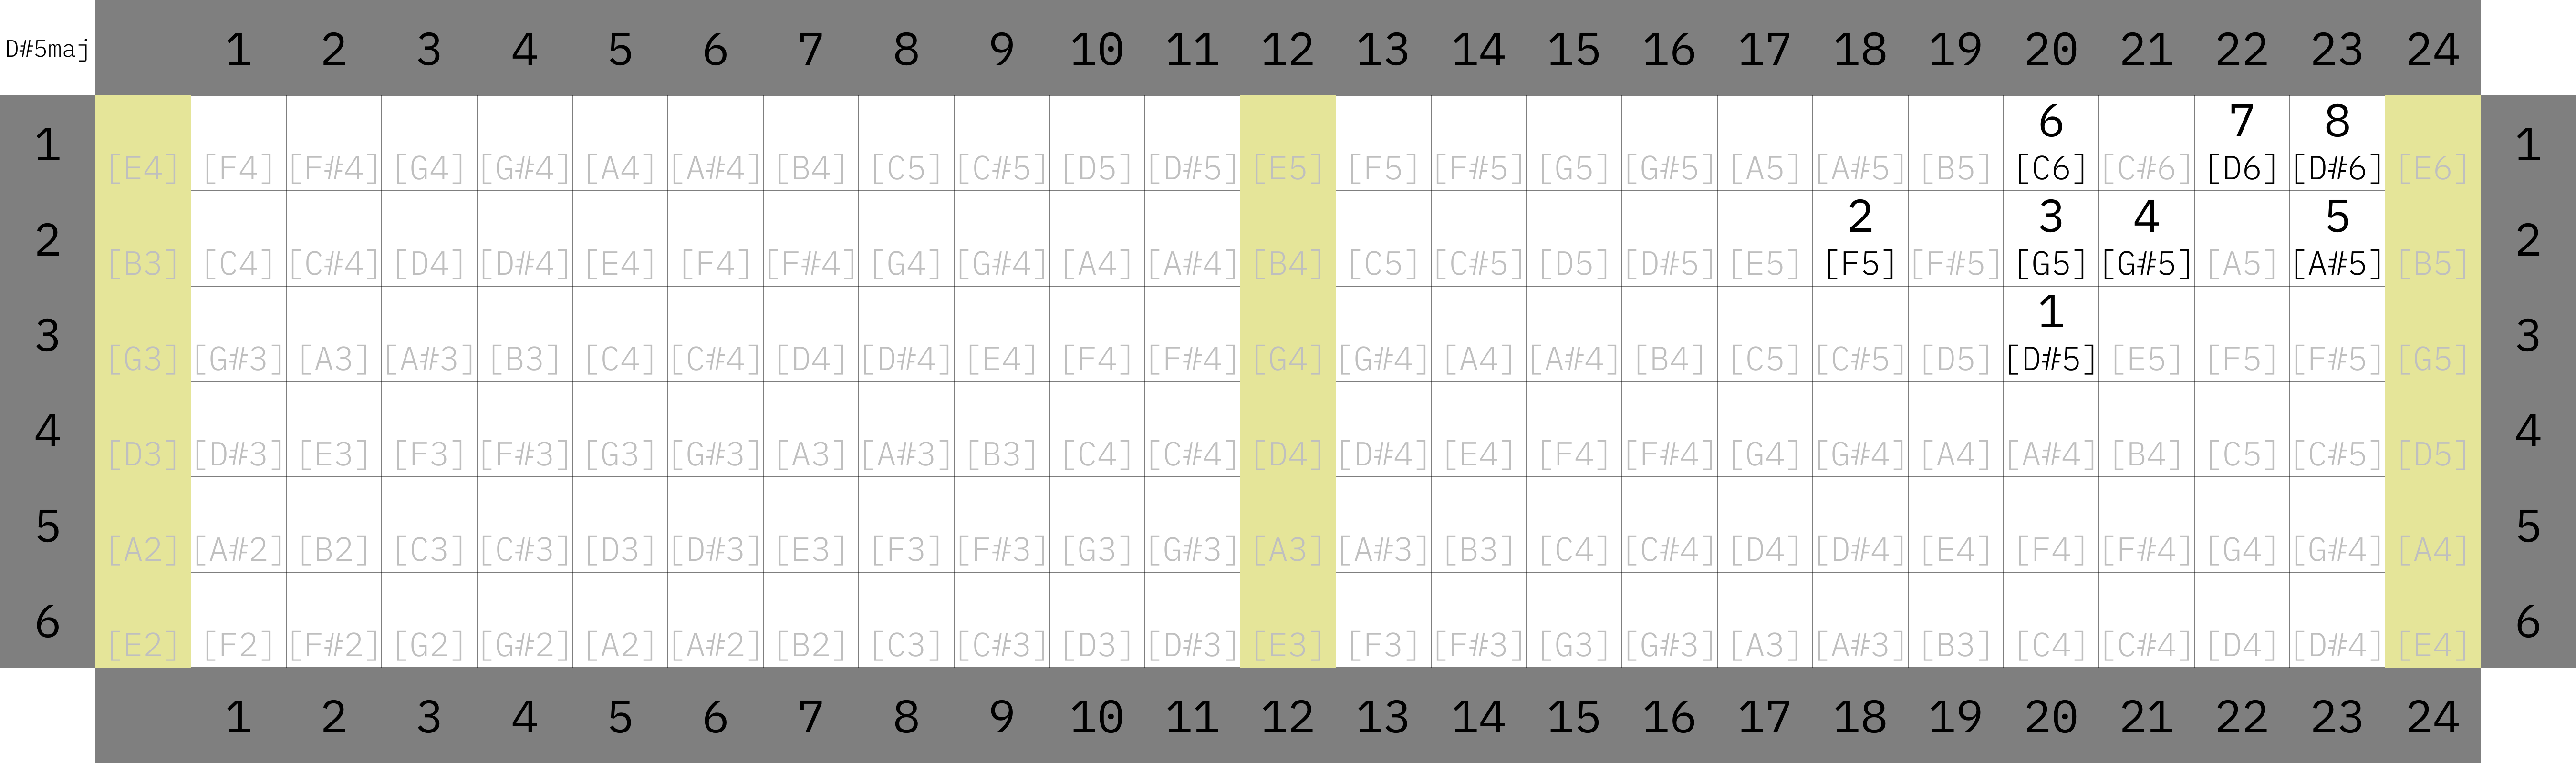 D#5maj 1 2 3 4 5 6 7 8 9 10 11 12 13 14 15 16 17 18 19 20 21 22 23 24
6 7 8
1 [E4] [F4] [F#4] [G4] [G#4] [A4] [A#4] [B4] [C5] [C#5] [D5] [D#5] [E5] [F5] [F#5] [G5] [G#5] [A5] [A#5] [B5] [C6] [C#6] [D6] [D#6] [E6] 1
2 3 4 5
2 [B3] [C4] [C#4] [D4] [D#4] [E4] [F4] [F#4] [G4] [G#4] [A4] [A#4] [B4] [C5] [C#5] [D5] [D#5] [E5] [F5] [F#5] [G5] [G#5] [A5] [A#5] [B5] 2
1
3 [G3] [G#3] [A3] [A#3] [B3] [C4] [C#4] [D4] [D#4] [E4] [F4] [F#4] [G4] [G#4] [A4] [A#4] [B4] [C5] [C#5] [D5] [D#5] [E5] [F5] [F#5] [G5] 3
4 [D3] [D#3] [E3] [F3] [F#3] [G3] [G#3] [A3] [A#3] [B3] [C4] [C#4] [D4] [D#4] [E4] [F4] [F#4] [G4] [G#4] [A4] [A#4] [B4] [C5] [C#5] [D5] 4
5 [A2] [A#2] [B2] [C3] [C#3] [D3] [D#3] [E3] [F3] [F#3] [G3] [G#3] [A3] [A#3] [B3] [C4] [C#4] [D4] [D#4] [E4] [F4] [F#4] [G4] [G#4] [A4] 5
6 [E2] [F2] [F#2] [G2] [G#2] [A2] [A#2] [B2] [C3] [C#3] [D3] [D#3] [E3] [F3] [F#3] [G3] [G#3] [A3] [A#3] [B3] [C4] [C#4] [D4] [D#4] [E4] 6
1 2 3 4 5 6 7 8 9 10 11 12 13 14 15 16 17 18 19 20 21 22 23 24